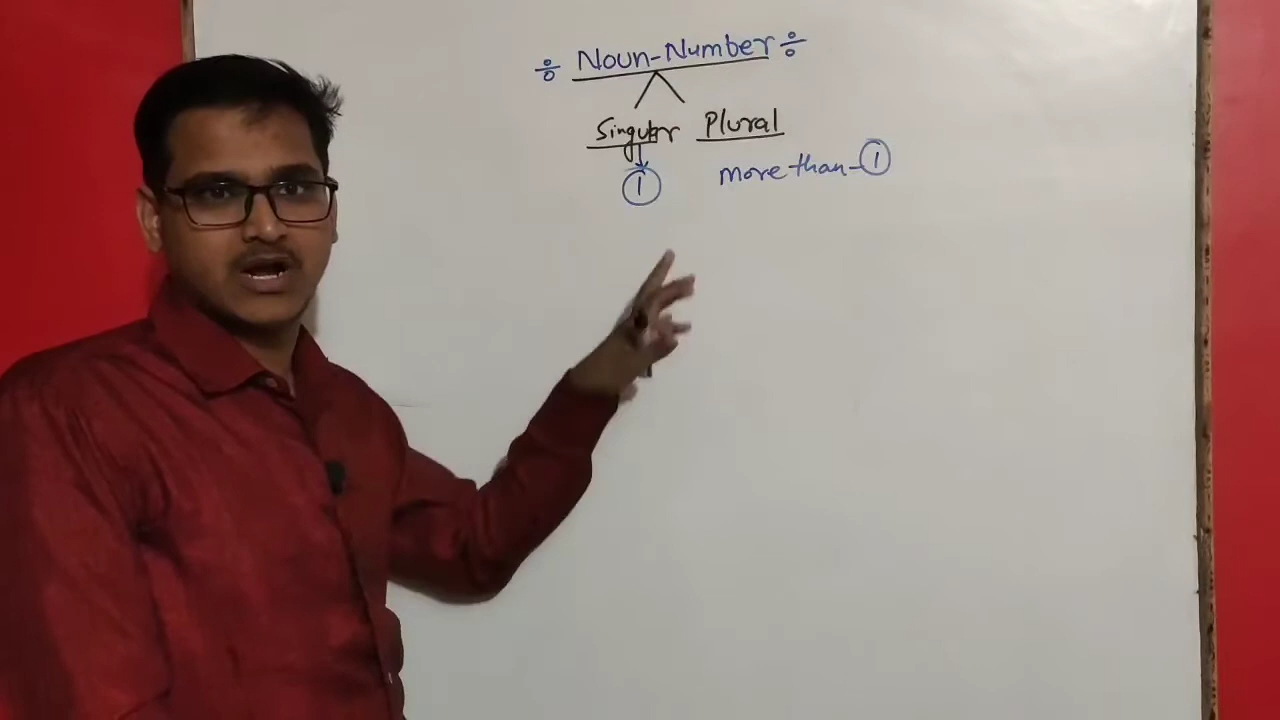 ÷ Noun-Number ÷
Singular Plural
1 more than - 1